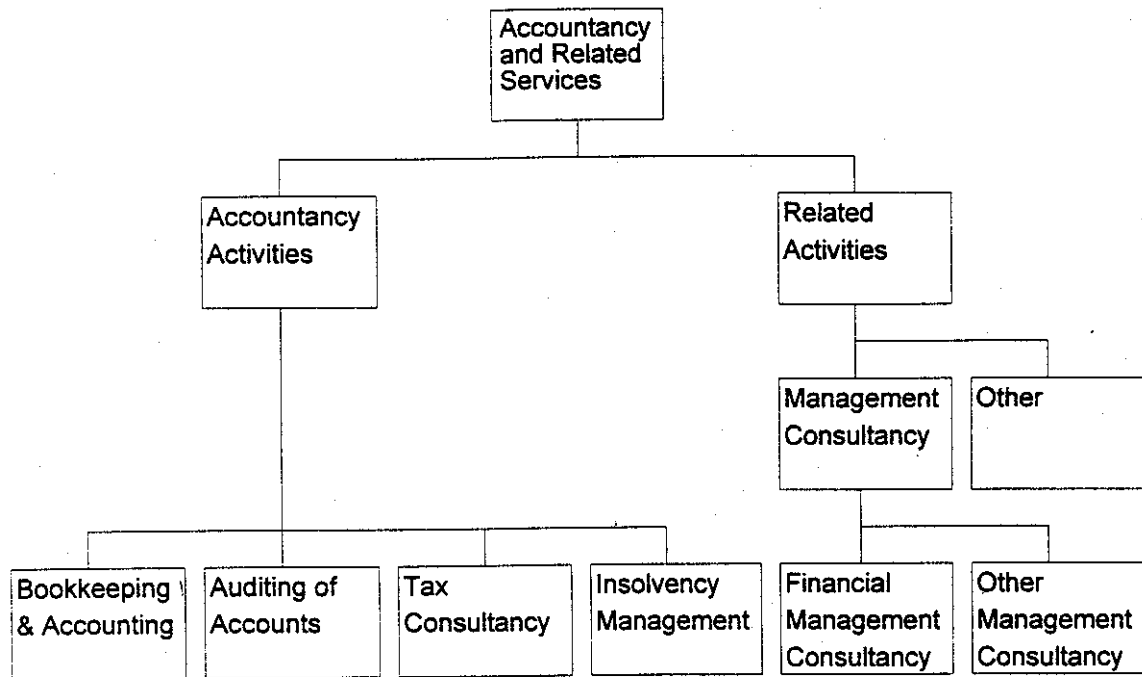 Accountancy
and Related
Services
Accountancy
Activities
Related
Activities
Management
Consultancy
Other
Bookkeeping
& Accounting
Auditing of
Accounts
Tax
Consultancy
Insolvency
Management
Financial
Management
Consultancy
Other
Management
Consultancy